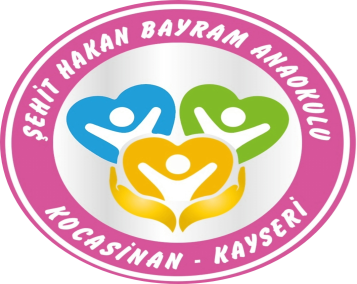 ŞEHİT HAKAN BAYRAM ANAOKULU
KOCASİNAN - KAYSERİ